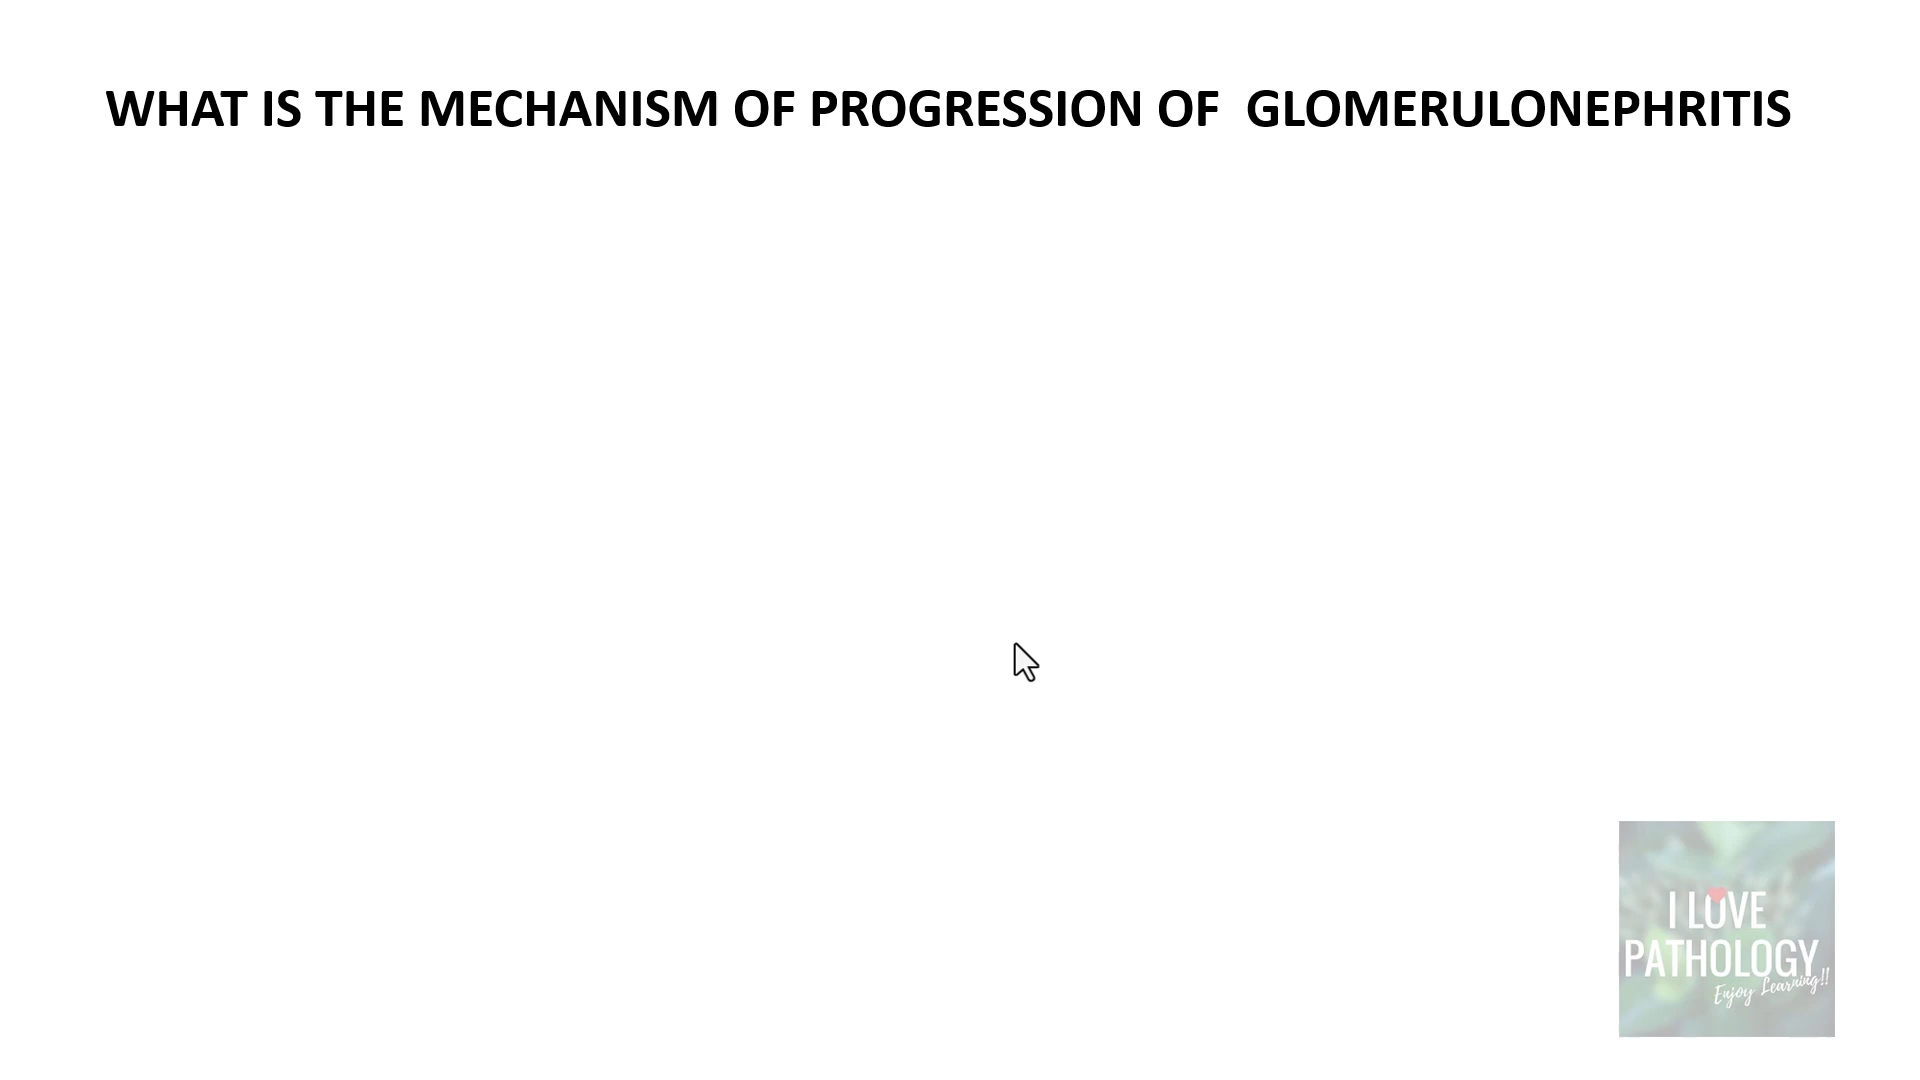 WHAT IS THE MECHANISM OF PROGRESSION OF  GLOMERULONEPHRITIS
I LOVE
PATHOLOGY
Enjoy Learning!!